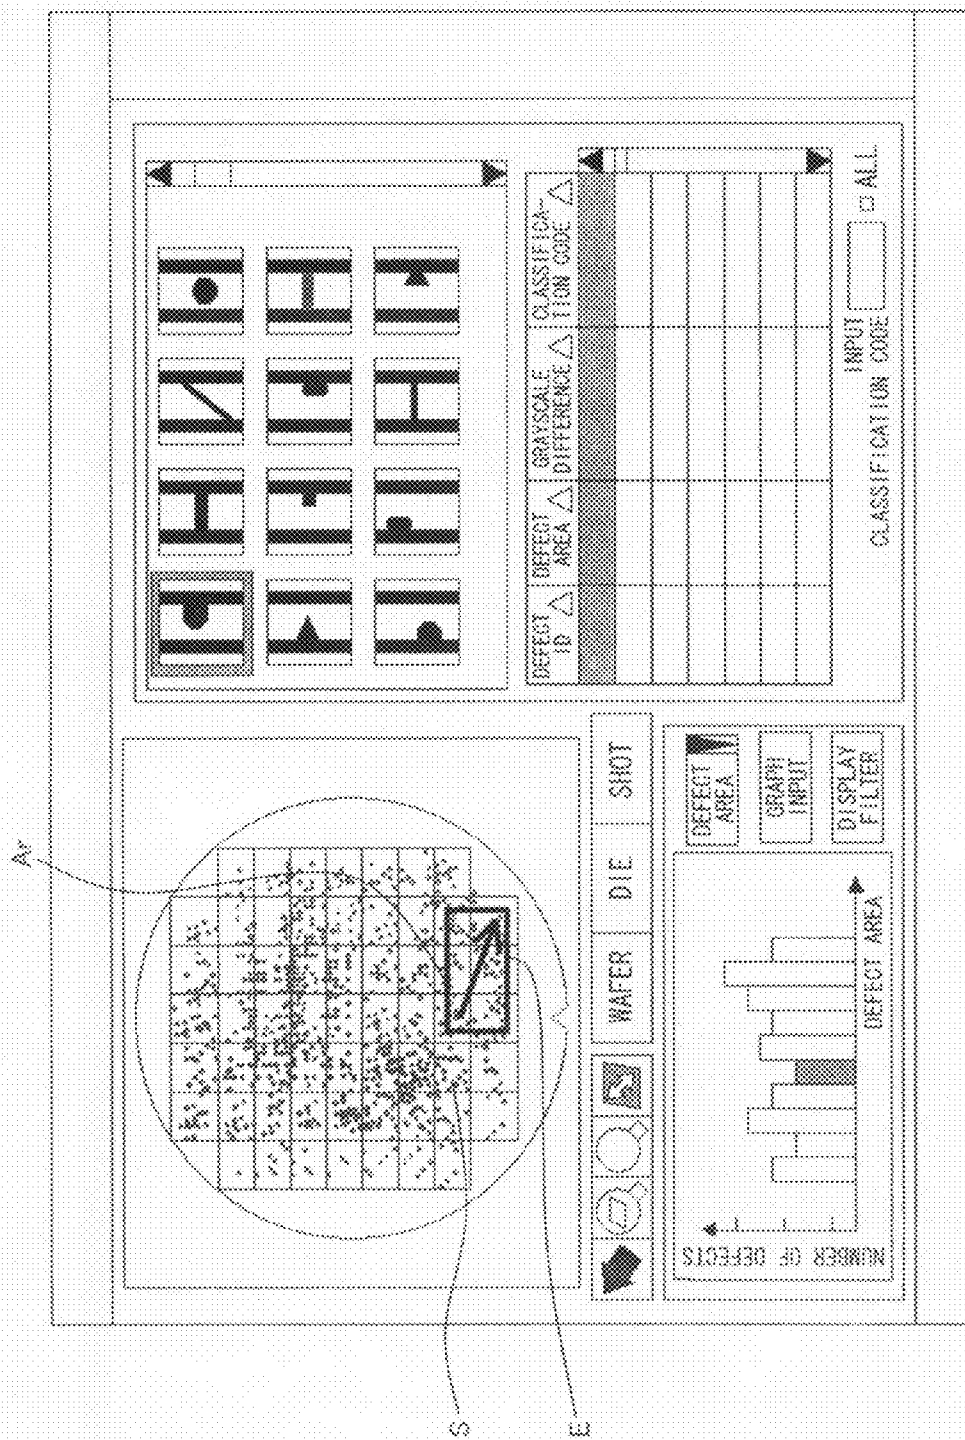 Ar
S
E
WAFER
DIE
SHOT
NUMBER OF DEFECTS
DEFECT AREA
DEFECT
AREA
GRAPH
INPUT
DISPLAY
FILTER
DEFECT
ID △
DEFECT
AREA △
GRAYSCALE
DIFFERENCE △
CLASSIFICA-
TION CODE △
INPUT
CLASSIFICATION CODE
□ ALL